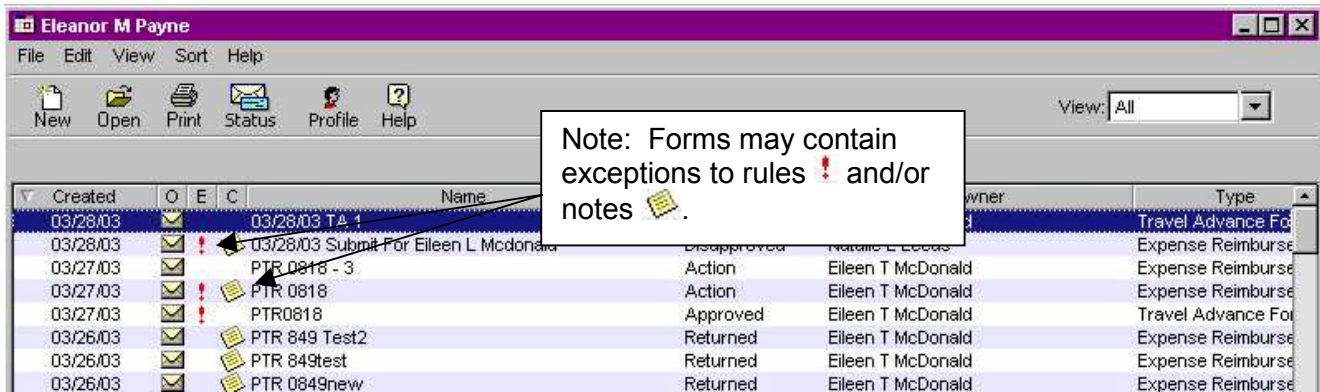 Eleanor M Payne
File Edit View Sort Help
New Open Print Status Profile Help View: All
Note: Forms may contain
exceptions to rules and/or
notes .
Created O E C Name Type
03/28/03 03/28/03 TA 1 Travel Advance Fo
03/28/03 03/28/03 Submit For Eileen L Mcdonald Disapproved Natalie L Leeds Expense Reimburse
03/27/03 PTR 0818 - 3 Action Eileen T McDonald Expense Reimburse
03/27/03 PTR 0818 Action Eileen T McDonald Expense Reimburse
03/27/03 PTR0818 Approved Eileen T McDonald Travel Advance For
03/26/03 PTR 849 Test2 Returned Eileen T McDonald Expense Reimburse
03/26/03 PTR 849test Returned Eileen T McDonald Expense Reimburse
03/26/03 PTR 0849new Returned Eileen T McDonald Expense Reimburse